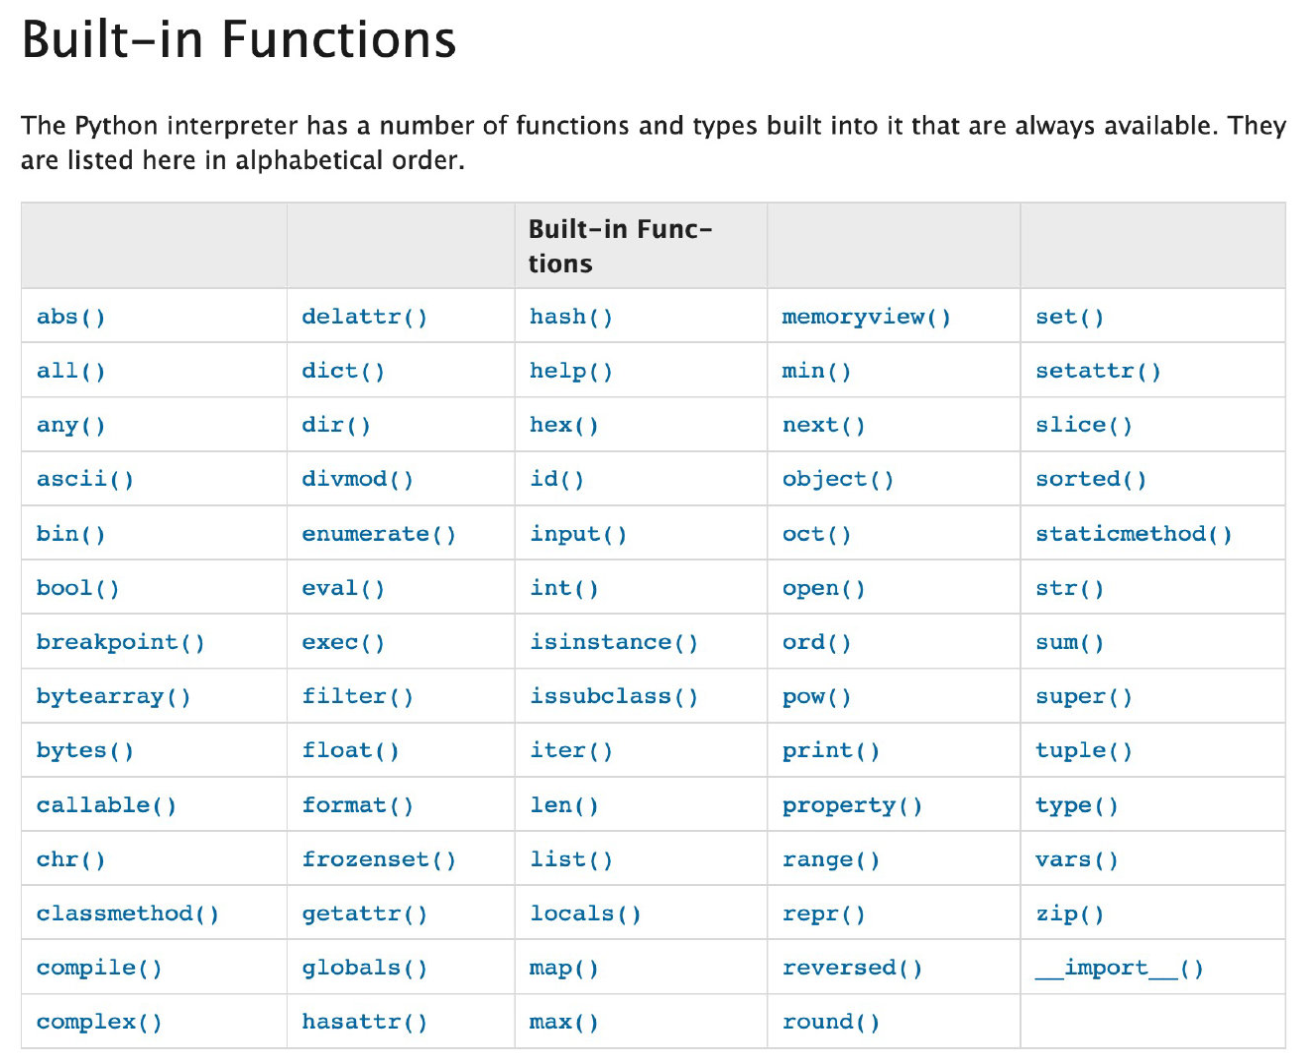 Built-in Functions
The Python interpreter has a number of functions and types built into it that are always available. They
are listed here in alphabetical order.
Built-in Func-
tions
abs() delattr() hash() memoryview() set()
all() dict() help() min() setattr()
any() dir() hex() next() slice()
ascii() divmod() id() object() sorted()
bin() enumerate() input() oct() staticmethod()
bool() eval() int() open() str()
breakpoint() exec() isinstance() ord() sum()
bytearray() filter() issubclass() pow() super()
bytes() float() iter() print() tuple()
callable() format() len() property() type()
chr() frozenset() list() range() vars()
classmethod() getattr() locals() repr() zip()
compile() globals() map() reversed() __import__()
complex() hasattr() max() round()